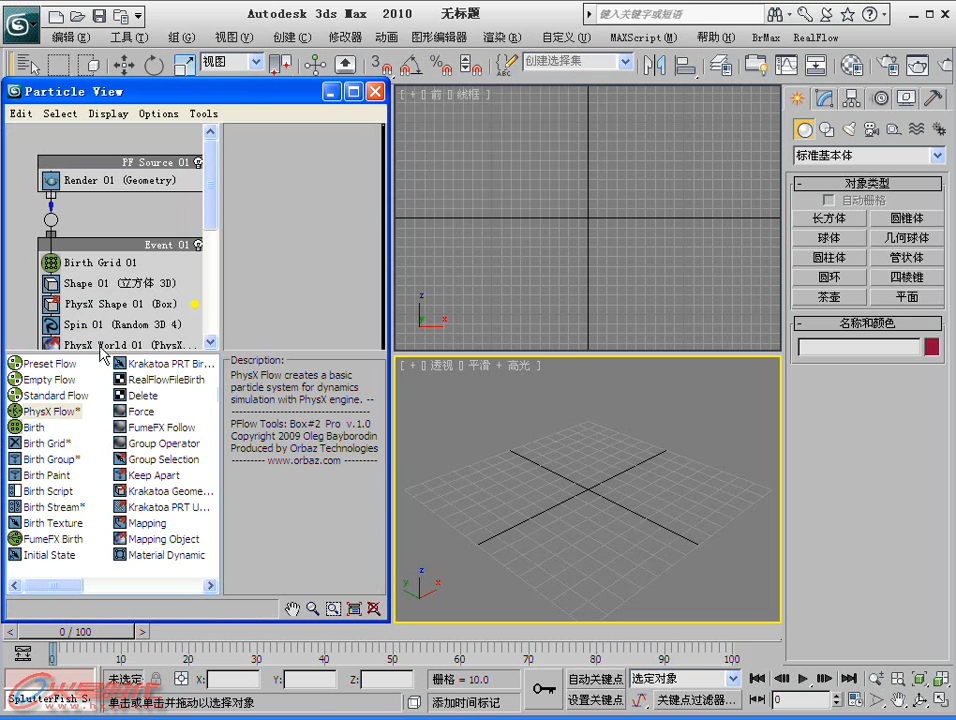 Autodesk 3ds Max 2010 无标题
键入关键字或短语
编辑(E) 工具(T) 组(G) 视图(V) 创建(C) 修改器 动画 图形编辑器 渲染(R) 自定义(U) MAXScript(M) 帮助(H) BrMax RealFlow
视图
创建选择集
Particle View
Edit Select Display Options Tools
PF Source 01
Render 01 (Geometry)
Event 01
Birth Grid 01
Shape 01 (立方体 3D)
PhysX Shape 01 (Box)
Spin 01 (Random 3D 4)
PhysX World 01 (PhysX...
Preset Flow
Empty Flow
Standard Flow
PhysX Flow*
Birth
Birth Grid*
Birth Group*
Birth Paint
Birth Script
Birth Stream*
Birth Texture
FumeFX Birth
Initial State
Krakatoa PRT Bir...
RealFlowFileBirth
Delete
Force
FumeFX Follow
Group Operator
Group Selection
Keep Apart
Krakatoa Geome...
Krakatoa PRT U...
Mapping
Mapping Object
Material Dynamic
Description:
PhysX Flow creates a basic
particle system for dynamics
simulation with PhysX engine. --
PFlow Tools: Box#2 Pro v.1.0
Copyright 2009 Oleg Bayborodin
Produced by Orbaz Technologies
--------- www.orbaz.com ---------
[ + [] 前 [] 线框 ]
z
y
x
[ + [] 透视 [] 平滑 + 高光 ]
z
y
x
标准基本体
- 对象类型
自动栅格
长方体 圆锥体
球体 几何球体
圆柱体 管状体
圆环 四棱锥
茶壶 平面
- 名称和颜色
< 0 / 100 >
0 10 20 30 40 50 60 70 80 90 100
未选定 X: Y: Z: 栅格 = 10.0
单击或单击并拖动以选择对象
添加时间标记
自动关键点 选定对象
设置关键点 关键点过滤器...
0